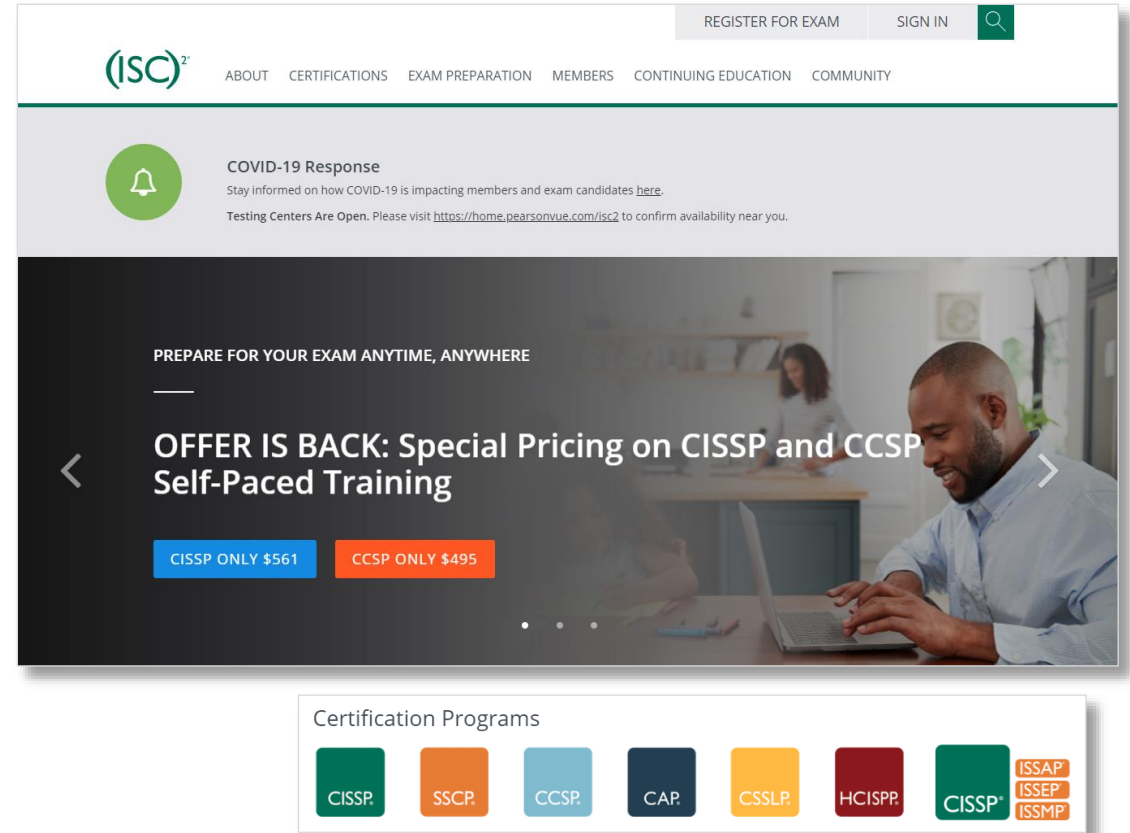 REGISTER FOR EXAM SIGN IN
(ISC)²®
ABOUT CERTIFICATIONS EXAM PREPARATION MEMBERS CONTINUING EDUCATION COMMUNITY
COVID-19 Response
Stay informed on how COVID-19 is impacting members and exam candidates here.
Testing Centers Are Open. Please visit https://home.pearsonvue.com/isc2 to confirm availability near you.
PREPARE FOR YOUR EXAM ANYTIME, ANYWHERE
OFFER IS BACK: Special Pricing on CISSP and CCSP
Self-Paced Training
CISSP ONLY $561 CCSP ONLY $495
Certification Programs
CISSP® SSCP® CCSP® CAP® CSSLP® HCISPP® CISSP®
ISSAP®
ISSEP®
ISSMP®